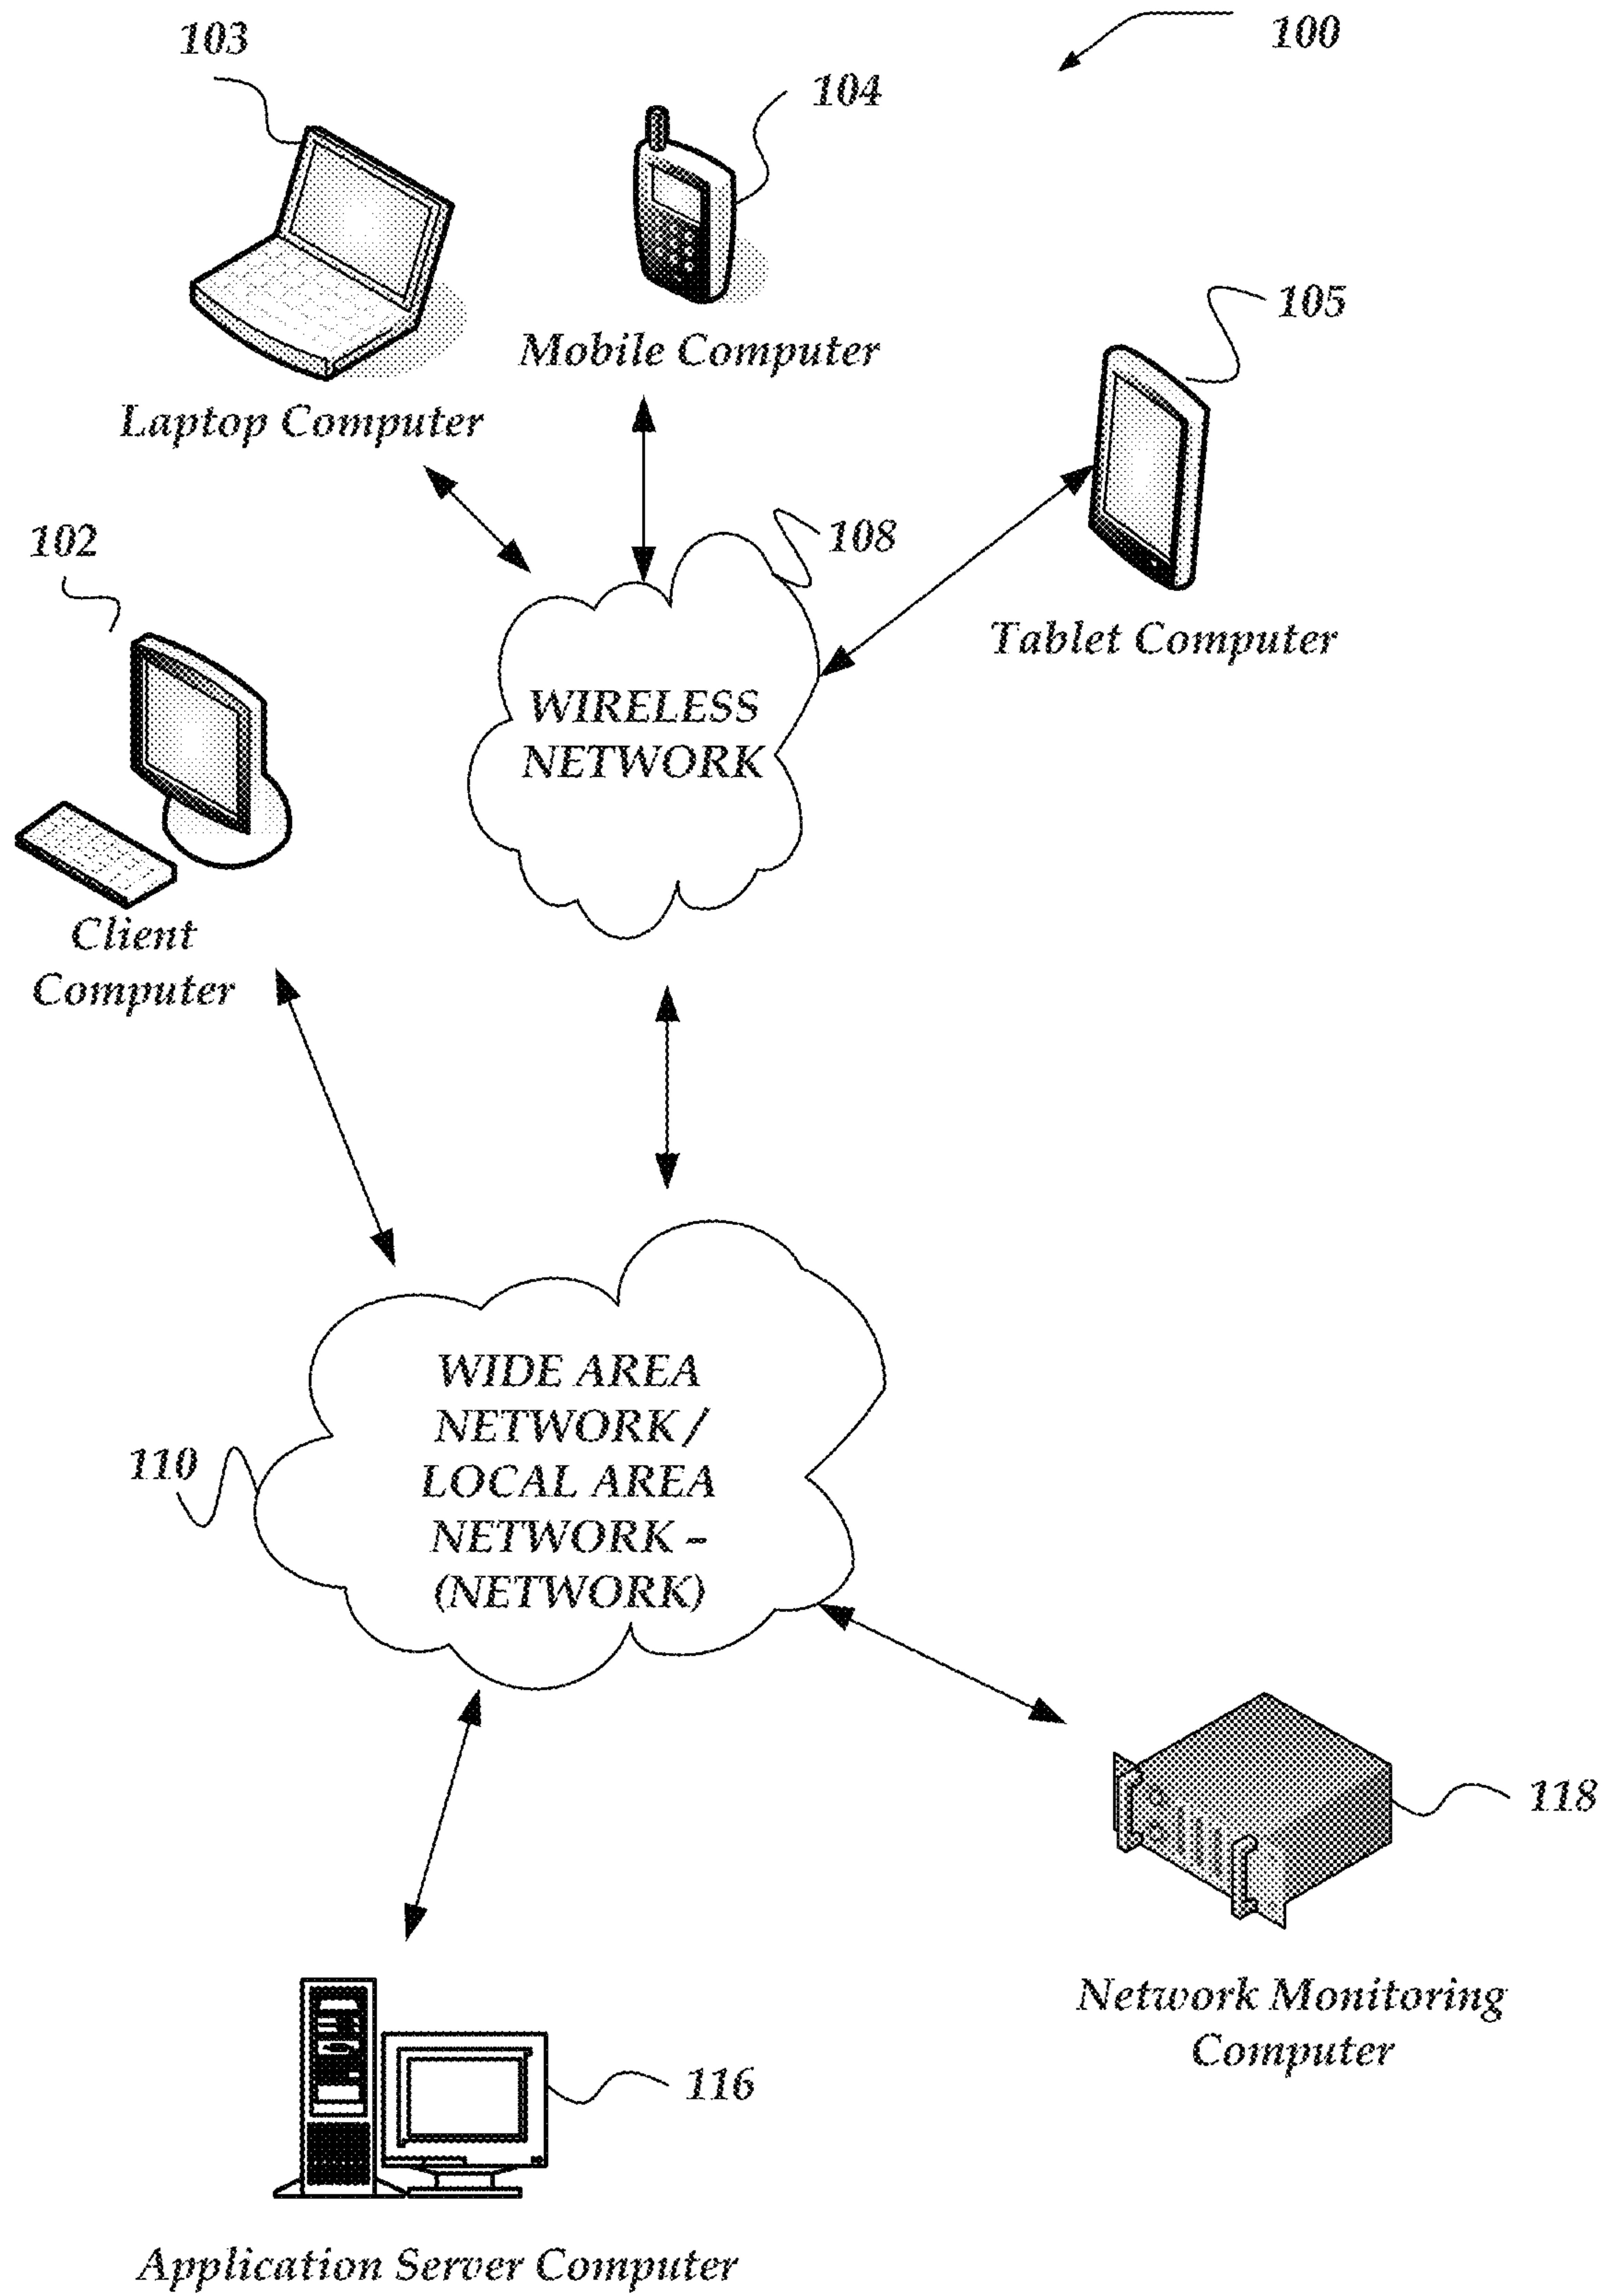 100
103
104
Mobile Computer
105
Laptop Computer
102
108
Tablet Computer
WIRELESS
NETWORK
Client
Computer
WIDE AREA
NETWORK /
LOCAL AREA
NETWORK –
(NETWORK)
110
118
Network Monitoring
Computer
116
Application Server Computer